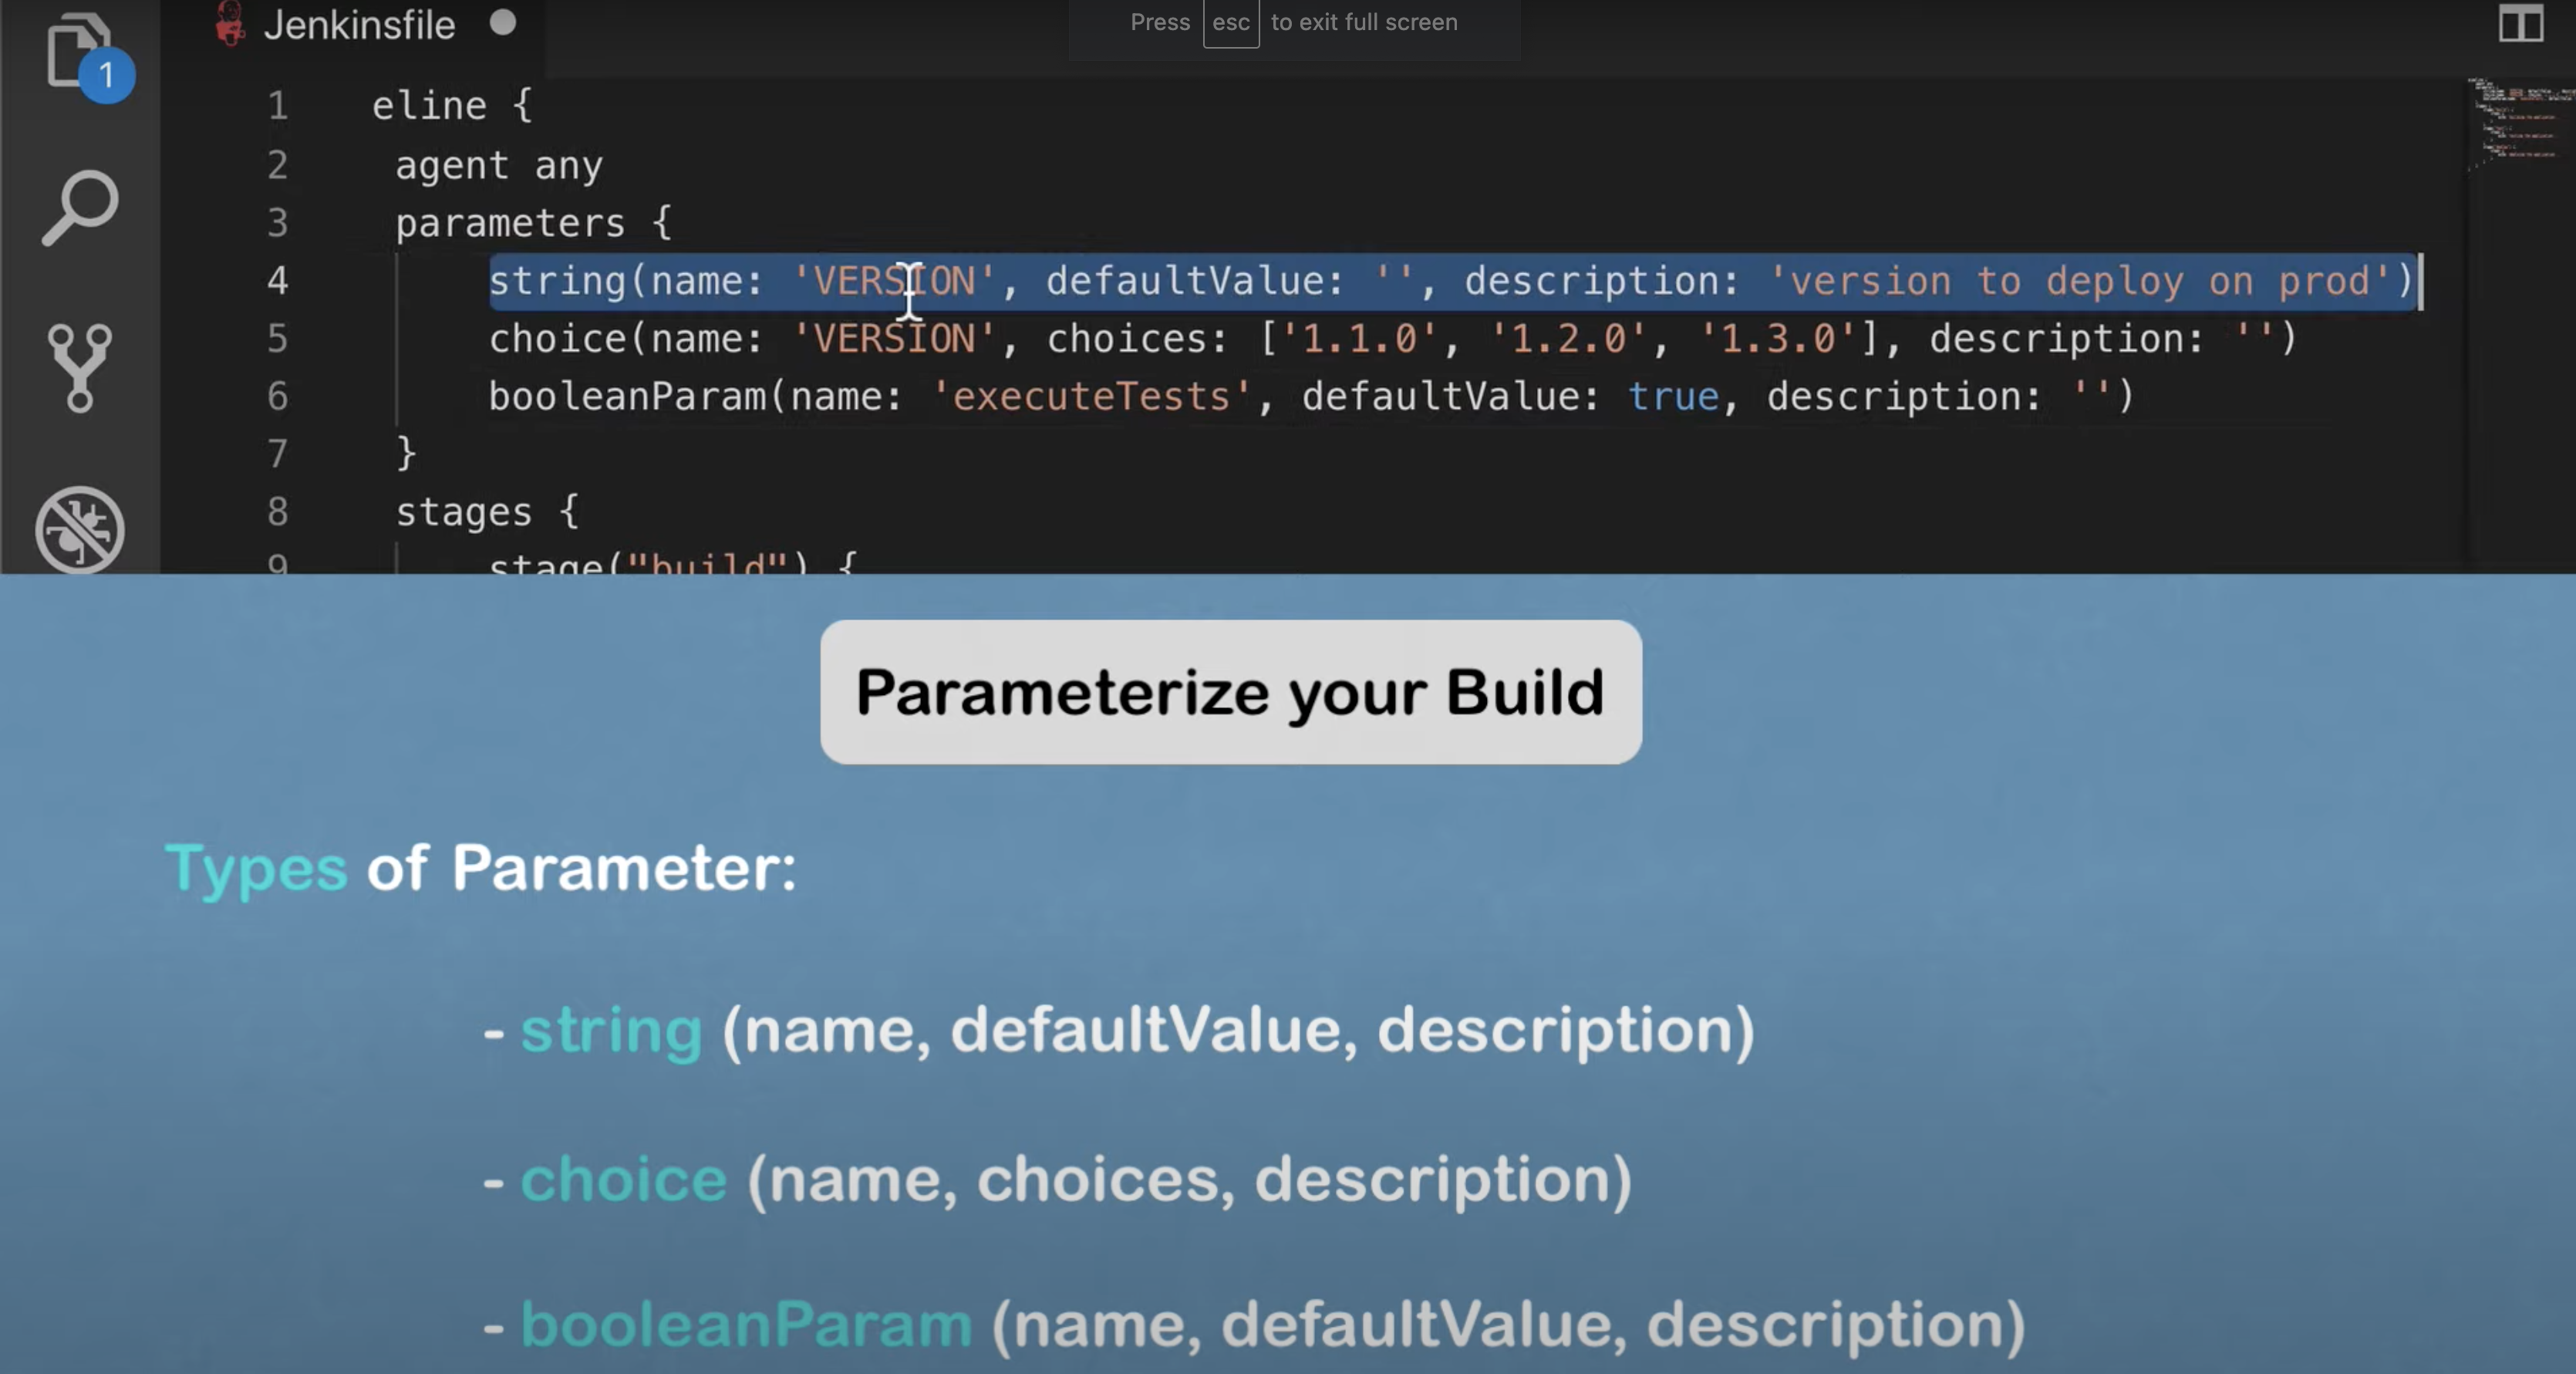 Jenkinsfile
Press esc to exit full screen
1
1 eline {
2 agent any
3 parameters {
4 string(name: 'VERSION', defaultValue: '', description: 'version to deploy on prod')
5 choice(name: 'VERSION', choices: ['1.1.0', '1.2.0', '1.3.0'], description: '')
6 booleanParam(name: 'executeTests', defaultValue: true, description: '')
7 }
8 stages {
9 stage("build") {
Parameterize your Build
Types of Parameter:
- string (name, defaultValue, description)
- choice (name, choices, description)
- booleanParam (name, defaultValue, description)